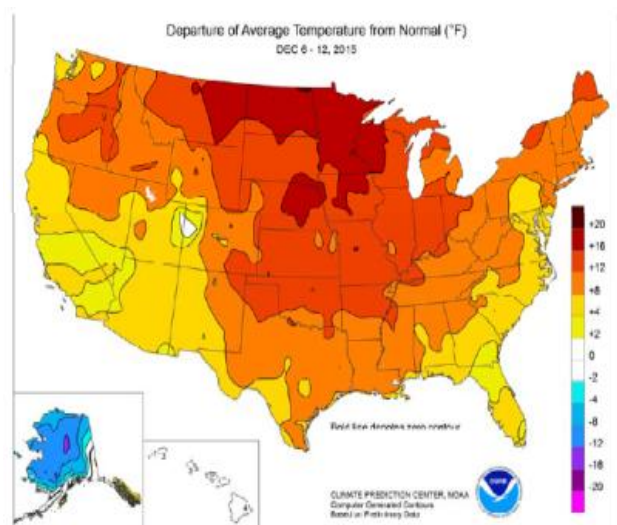 Departure of Average Temperature from Normal (°F)
DEC 6 - 12, 2015
+20
+16
+12
+8
+4
+2
0
-2
-4
-8
-12
-16
-20
Bold line denotes zero contour
CLIMATE PREDICTION CENTER, NOAA
Computer Generated Contours
Based on Preliminary Data